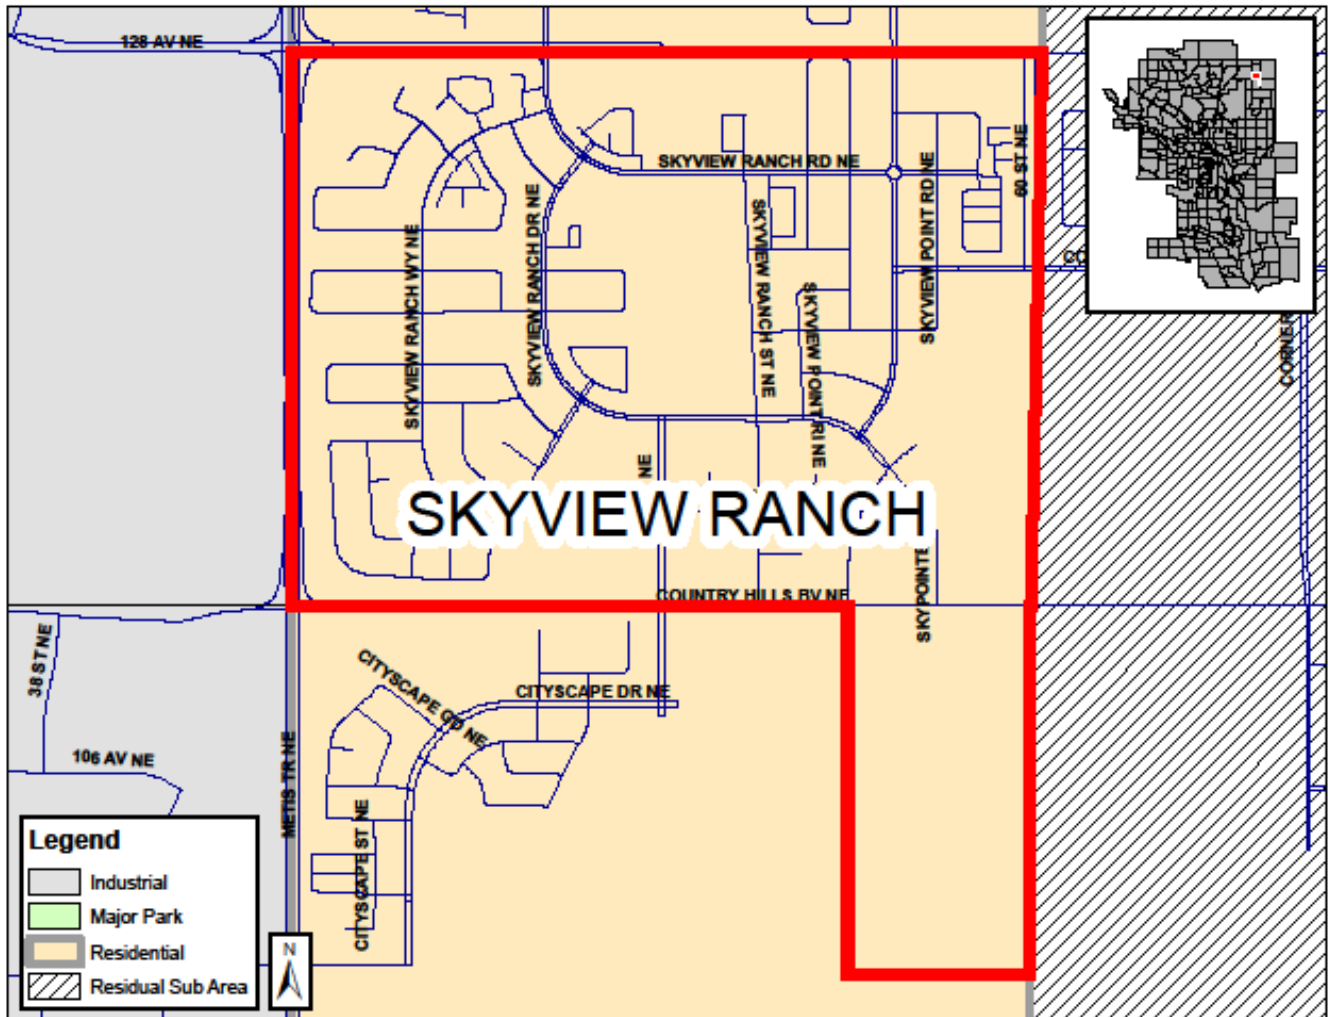 128 AV NE
SKYVIEW RANCH RD NE
60 ST NE
SKYVIEW POINT RD NE
SKYVIEW RANCH DR NE
SKYVIEW RANCH WY NE
SKYVIEW RANCH ST NE
SKYVIEW POINT RI NE
CO
CORNER
NE
SKYVIEW RANCH
SKYPOINTE
COUNTRY HILLS BV NE
38 ST NE
CITYSCAPE GD NE
CITYSCAPE DR NE
106 AV NE
METIS TR NE
CITYSCAPE ST NE
Legend
Industrial
Major Park
Residential
Residual Sub Area
N